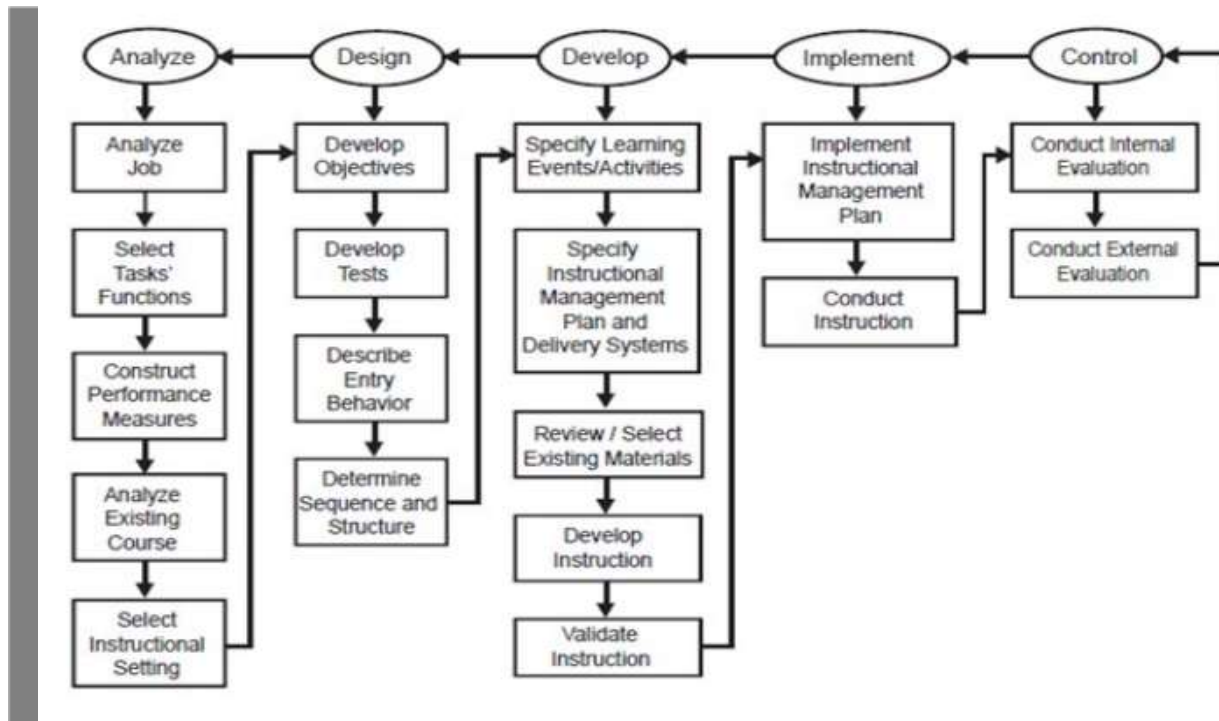 Analyze
Design
Develop
Implement
Control
Analyze
Job
Select
Tasks'
Functions
Construct
Performance
Measures
Analyze
Existing
Course
Select
Instructional
Setting
Develop
Objectives
Develop
Tests
Describe
Entry
Behavior
Determine
Sequence and
Structure
Specify Learning
Events/Activities
Specify
Instructional
Management
Plan and
Delivery Systems
Review / Select
Existing Materials
Develop
Instruction
Validate
Instruction
Implement
Instructional
Management
Plan
Conduct
Instruction
Conduct Internal
Evaluation
Conduct External
Evaluation